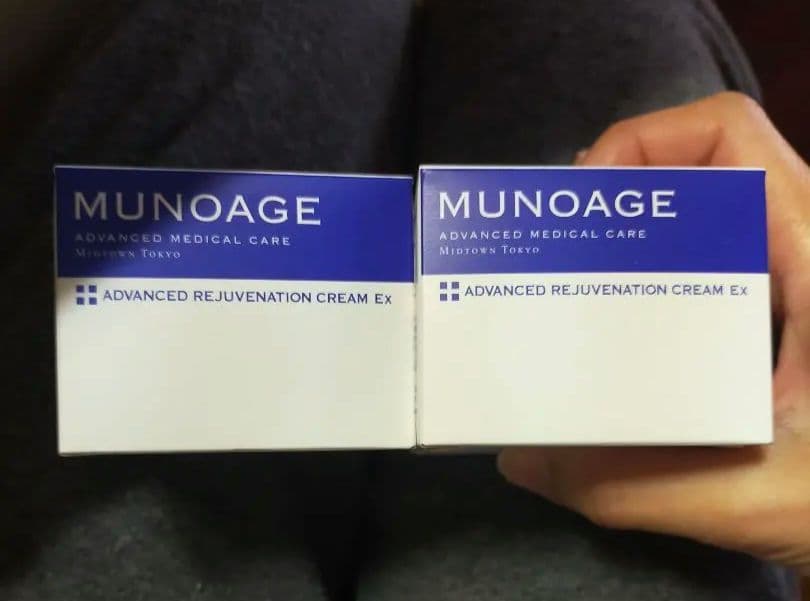 MUNOAGE
ADVANCED MEDICAL CARE
MIDTOWN TOKYO
ADVANCED REJUVENATION CREAM Ex
MUNOAGE
ADVANCED MEDICAL CARE
MIDTOWN TOKYO
ADVANCED REJUVENATION CREAM Ex